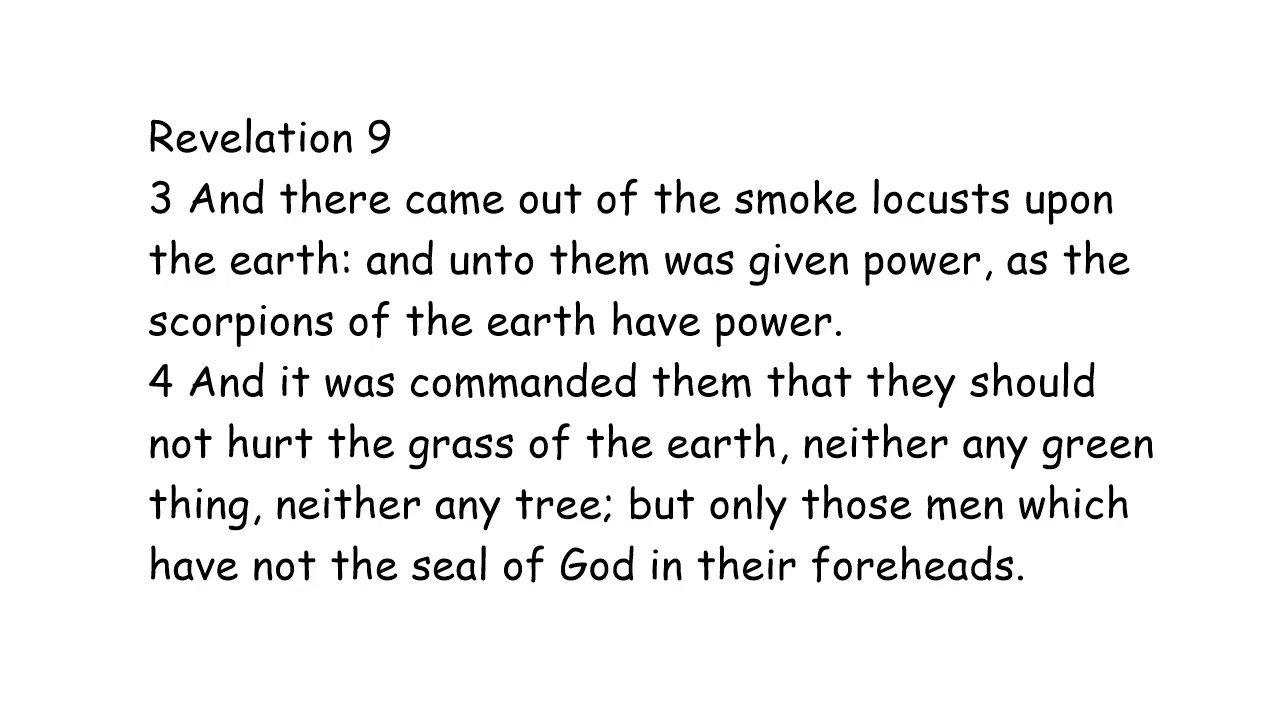 Revelation 9
3 And there came out of the smoke locusts upon
the earth: and unto them was given power, as the
scorpions of the earth have power.
4 And it was commanded them that they should
not hurt the grass of the earth, neither any green
thing, neither any tree; but only those men which
have not the seal of God in their foreheads.